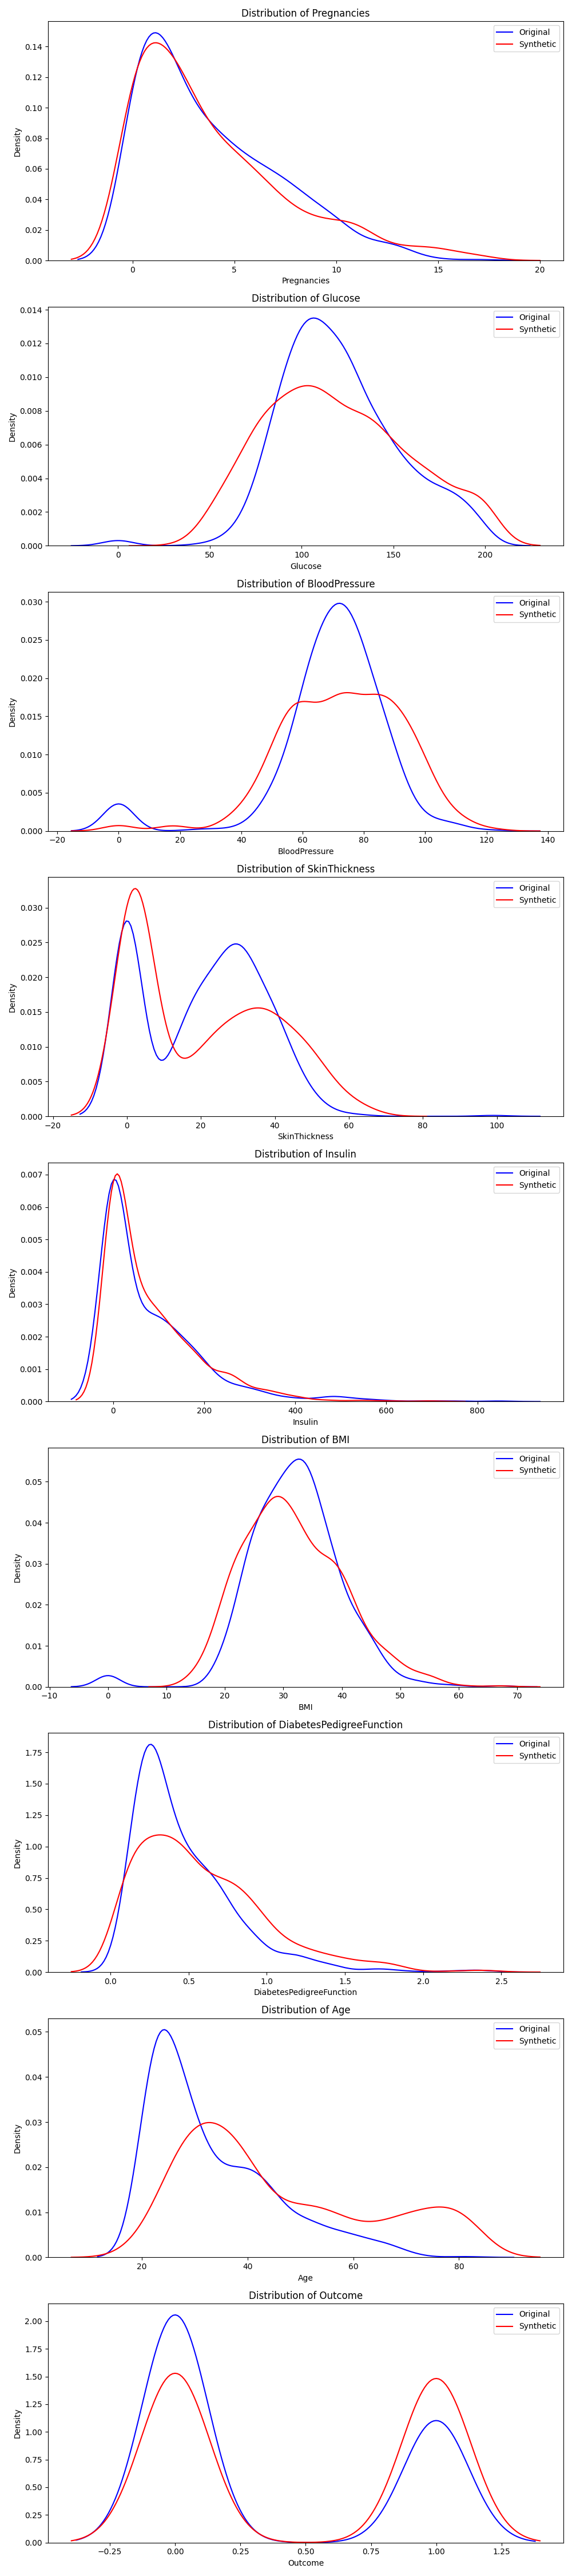 Distribution of Pregnancies
Original
Synthetic
0.14
0.12
0.10
0.08
0.06
0.04
0.02
0.00
Density
0 5 10 15 20
Pregnancies
Distribution of Glucose
Original
Synthetic
0.014
0.012
0.010
0.008
0.006
0.004
0.002
0.000
Density
0 50 100 150 200
Glucose
Distribution of BloodPressure
Original
Synthetic
0.030
0.025
0.020
0.015
0.010
0.005
0.000
Density
−20 0 20 40 60 80 100 120 140
BloodPressure
Distribution of SkinThickness
Original
Synthetic
0.030
0.025
0.020
0.015
0.010
0.005
0.000
Density
−20 0 20 40 60 80 100
SkinThickness
Distribution of Insulin
Original
Synthetic
0.007
0.006
0.005
0.004
0.003
0.002
0.001
0.000
Density
0 200 400 600 800
Insulin
Distribution of BMI
Original
Synthetic
0.05
0.04
0.03
0.02
0.01
0.00
Density
−10 0 10 20 30 40 50 60 70
BMI
Distribution of DiabetesPedigreeFunction
Original
Synthetic
1.75
1.50
1.25
1.00
0.75
0.50
0.25
0.00
Density
0.0 0.5 1.0 1.5 2.0 2.5
DiabetesPedigreeFunction
Distribution of Age
Original
Synthetic
0.05
0.04
0.03
0.02
0.01
0.00
Density
20 40 60 80
Age
Distribution of Outcome
Original
Synthetic
2.00
1.75
1.50
1.25
1.00
0.75
0.50
0.25
0.00
Density
−0.25 0.00 0.25 0.50 0.75 1.00 1.25
Outcome